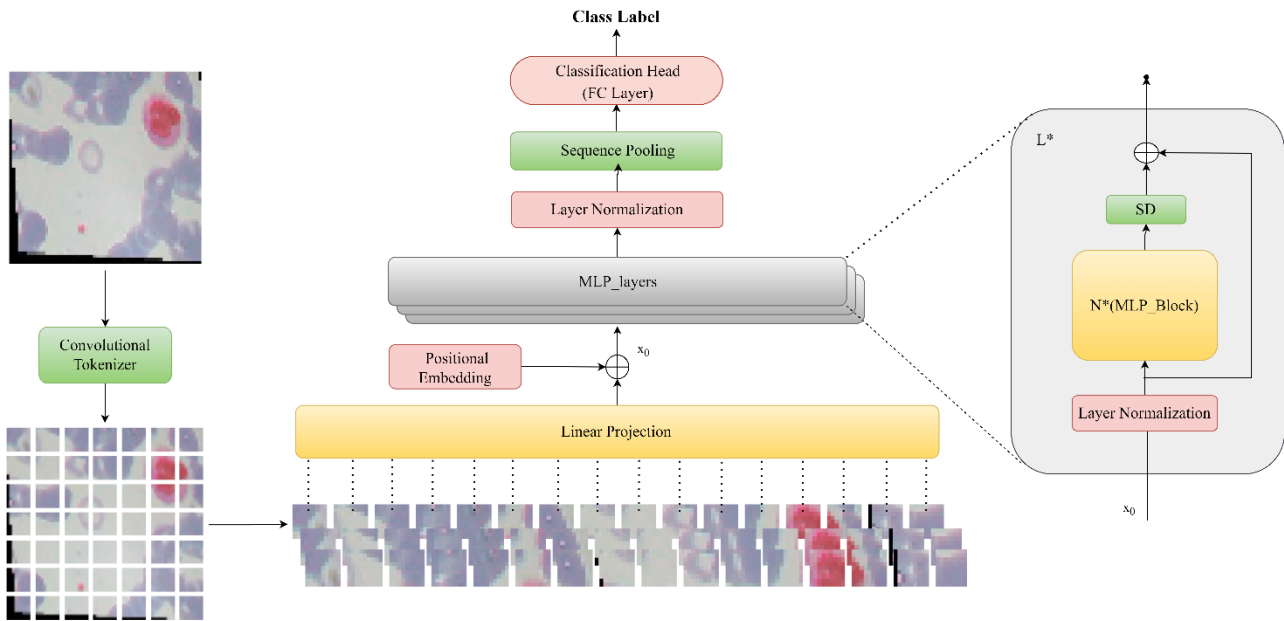 Class Label
Classification Head
(FC Layer)
Sequence Pooling
Layer Normalization
MLP_layers
x₀
Positional
Embedding
Linear Projection
Convolutional
Tokenizer
L*
SD
N*(MLP_Block)
Layer Normalization
x₀